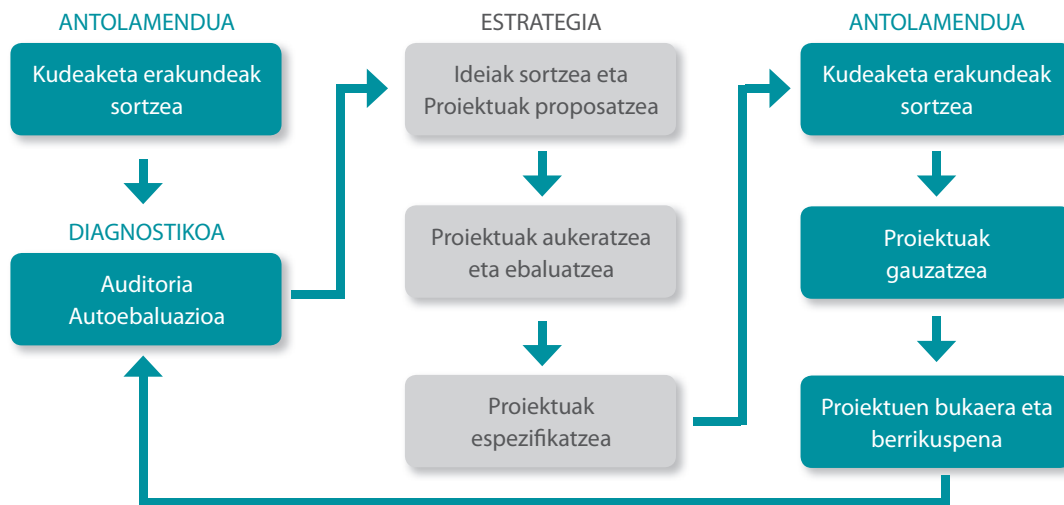 ANTOLAMENDUA
Kudeaketa erakundeak
sortzea
DIAGNOSTIKOA
Auditoria
Autoebaluazioa
ESTRATEGIA
Ideiak sortzea eta
Proiektuak proposatzea
Proiektuak aukeratzea
eta ebaluatzea
Proiektuak
espezifikatzea
ANTOLAMENDUA
Kudeaketa erakundeak
sortzea
Proiektuak
gauzatzea
Proiektuen bukaera eta
berrikuspena